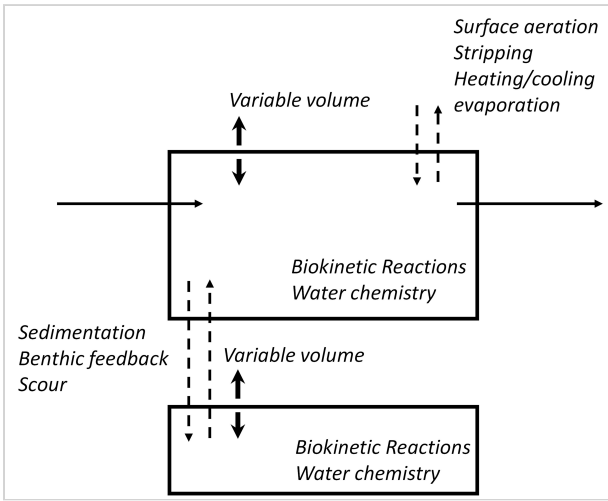 Surface aeration
Stripping
Heating/cooling
evaporation
Variable volume
Biokinetic Reactions
Water chemistry
Sedimentation
Benthic feedback
Scour
Variable volume
Biokinetic Reactions
Water chemistry